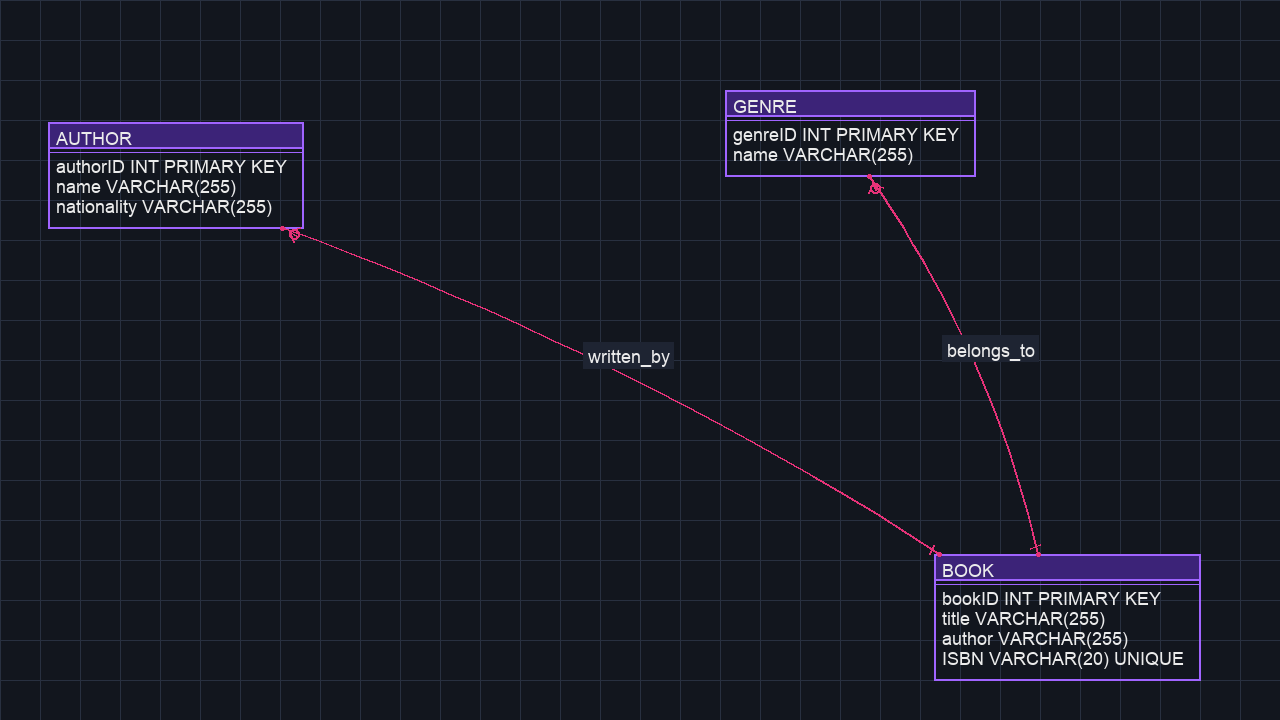 AUTHOR
authorID INT PRIMARY KEY
name VARCHAR(255)
nationality VARCHAR(255)
GENRE
genreID INT PRIMARY KEY
name VARCHAR(255)
written_by
belongs_to
BOOK
bookID INT PRIMARY KEY
title VARCHAR(255)
author VARCHAR(255)
ISBN VARCHAR(20) UNIQUE